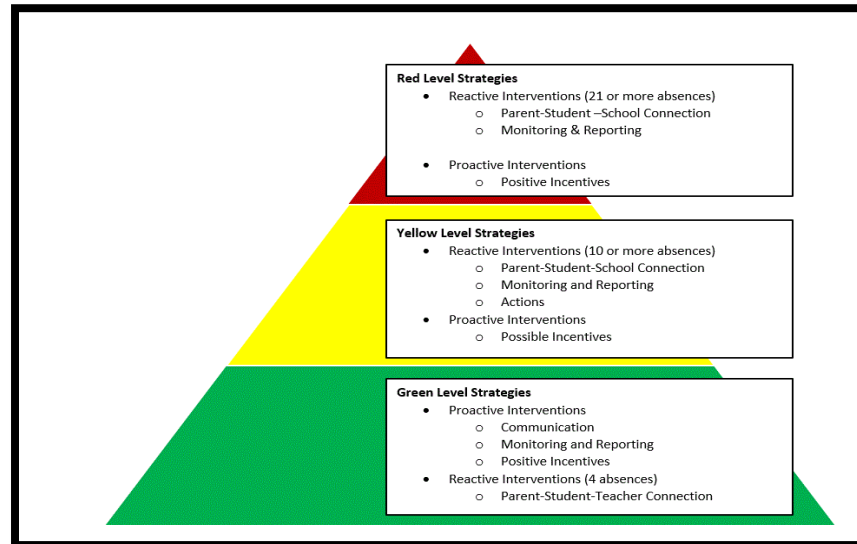 Red Level Strategies
• Reactive Interventions (21 or more absences)
o Parent-Student –School Connection
o Monitoring & Reporting
• Proactive Interventions
o Positive Incentives
Yellow Level Strategies
• Reactive Interventions (10 or more absences)
o Parent-Student-School Connection
o Monitoring and Reporting
o Actions
• Proactive Interventions
o Possible Incentives
Green Level Strategies
• Proactive Interventions
o Communication
o Monitoring and Reporting
o Positive Incentives
• Reactive Interventions (4 absences)
o Parent-Student-Teacher Connection